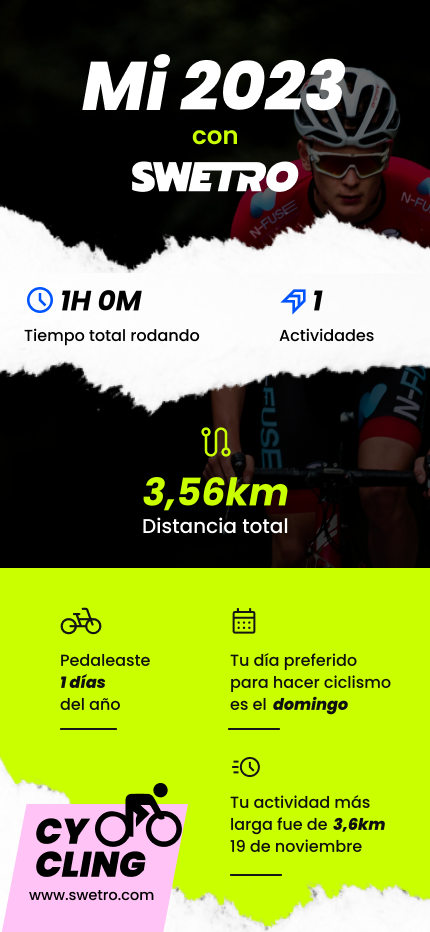 Mi 2023
con
SWETRO
N-FUSE
N-F
1H 0M
1
Tiempo total rodando
Actividades
FUSE
N-F
3,56km
Distancia total
Pedaleaste
1 días
del año
Tu día preferido
para hacer ciclismo
es el domingo
Tu actividad más
larga fue de 3,6km
19 de noviembre
CY
CLING
www.swetro.com